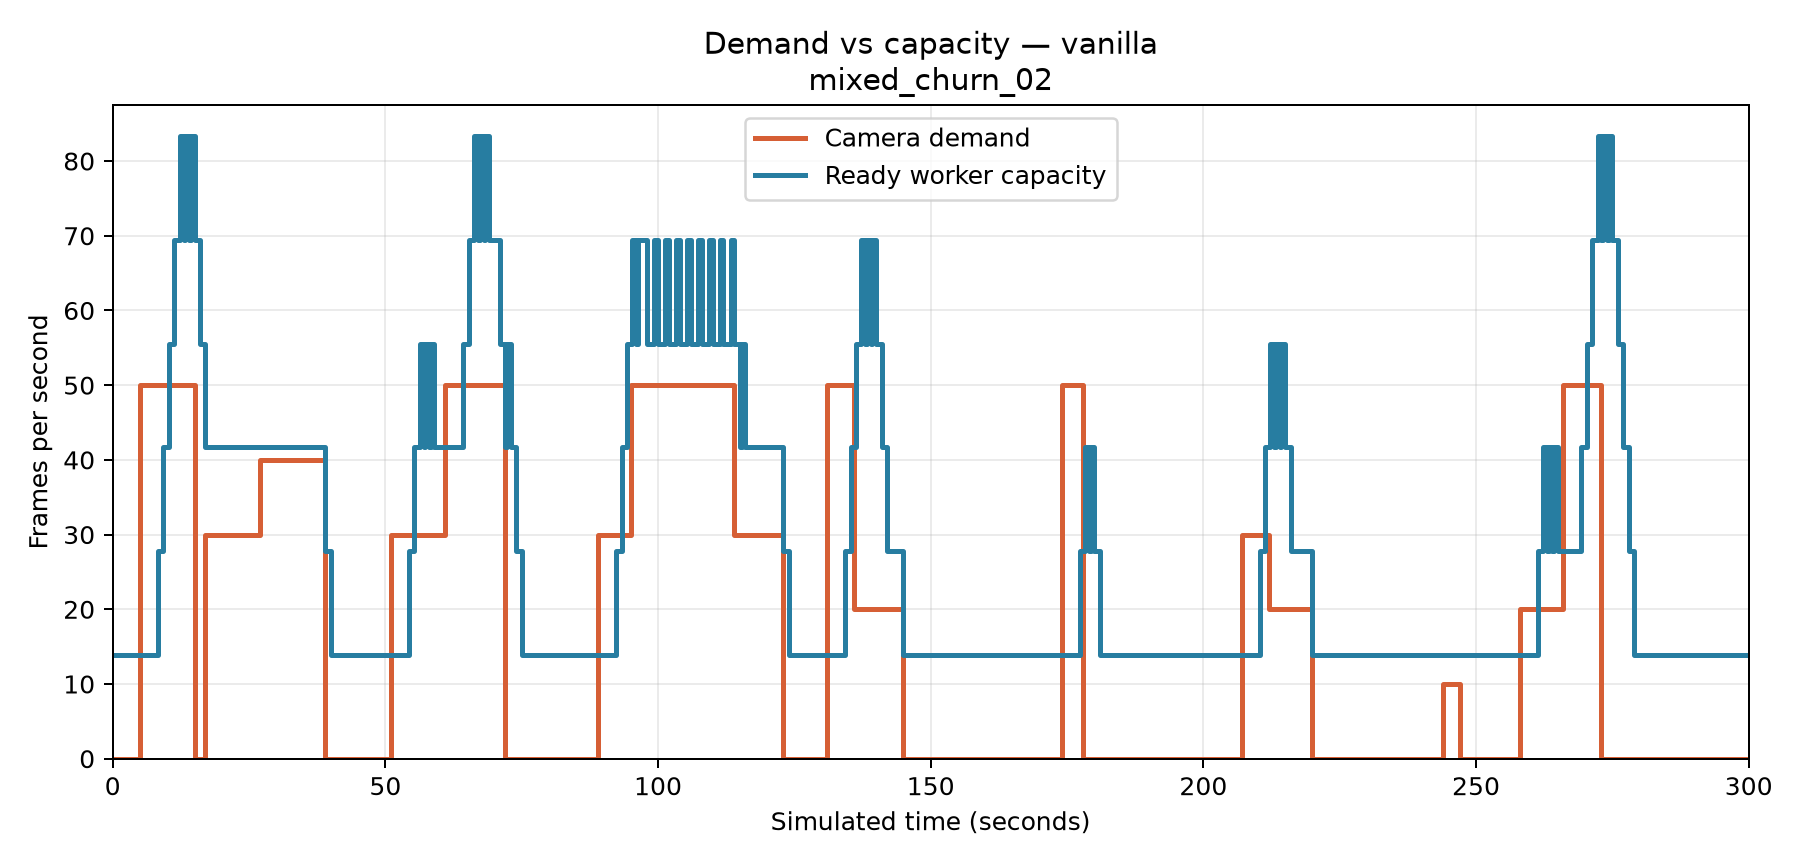 Demand vs capacity — vanilla
mixed_churn_02
Camera demand
Ready worker capacity
Frames per second
80
70
60
50
40
30
20
10
0
0 50 100 150 200 250 300
Simulated time (seconds)